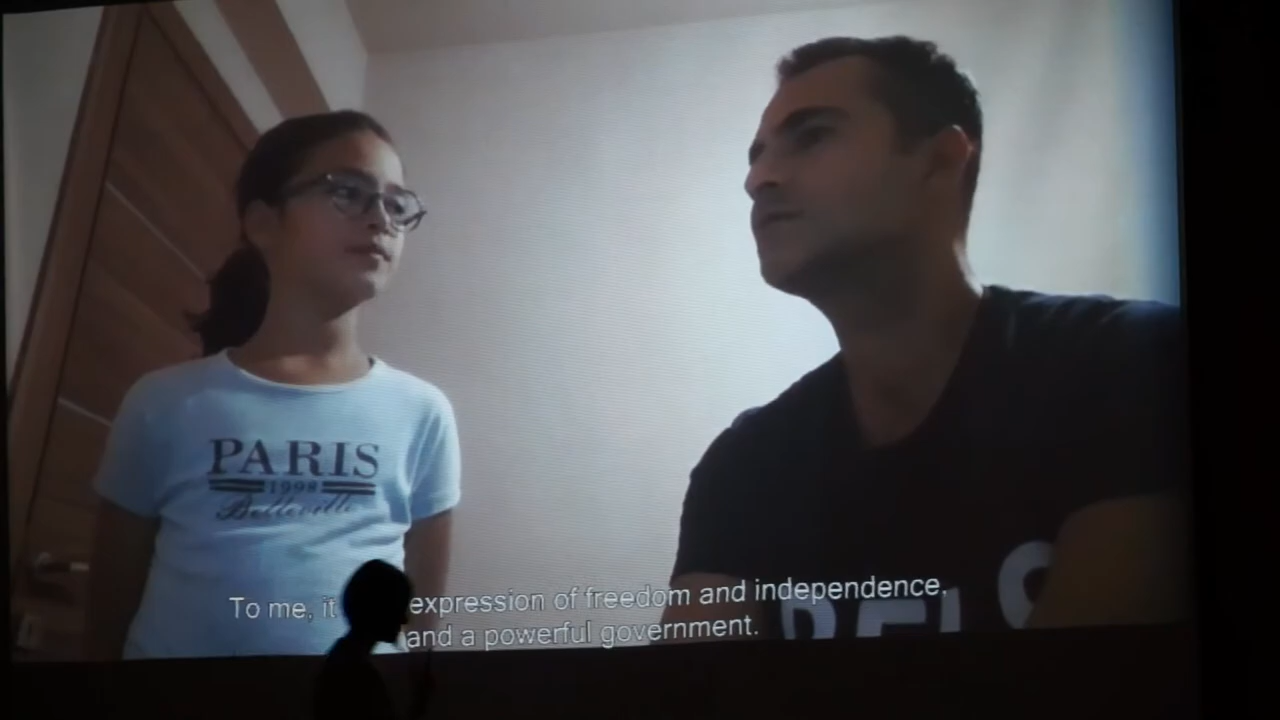 PARIS
1998
Belleville
To me, it expression of freedom and independence,
and a powerful government.